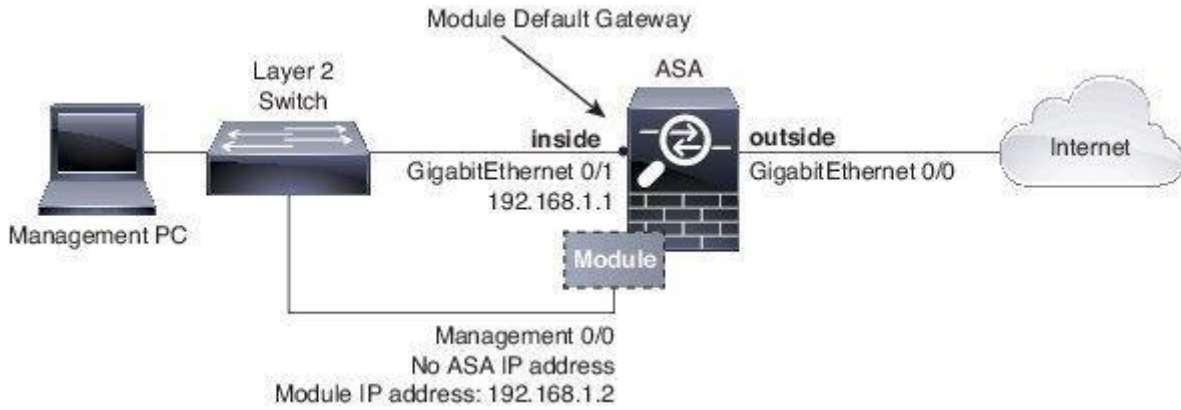 Module Default Gateway
Layer 2
Switch
ASA
inside
outside
GigabitEthernet 0/1
GigabitEthernet 0/0
192.168.1.1
Internet
Management PC
Module
Management 0/0
No ASA IP address
Module IP address: 192.168.1.2